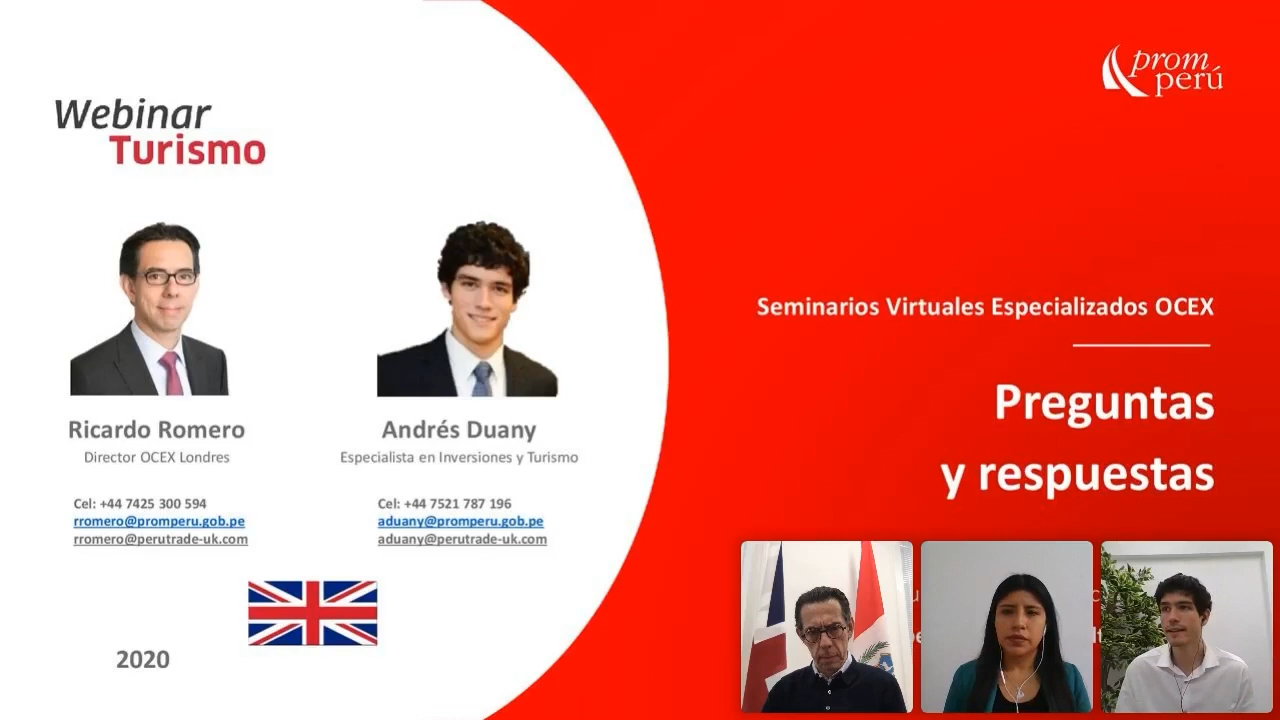 Webinar
Turismo
prom
perú
Ricardo Romero
Director OCEX Londres
Cel: +44 7425 300 594
rromero@promperu.gob.pe
rromero@perutrade-uk.com
Andrés Duany
Especialista en Inversiones y Turismo
Cel: +44 7521 787 196
aduany@promperu.gob.pe
aduany@perutrade-uk.com
2020
Seminarios Virtuales Especializados OCEX
Preguntas
y respuestas